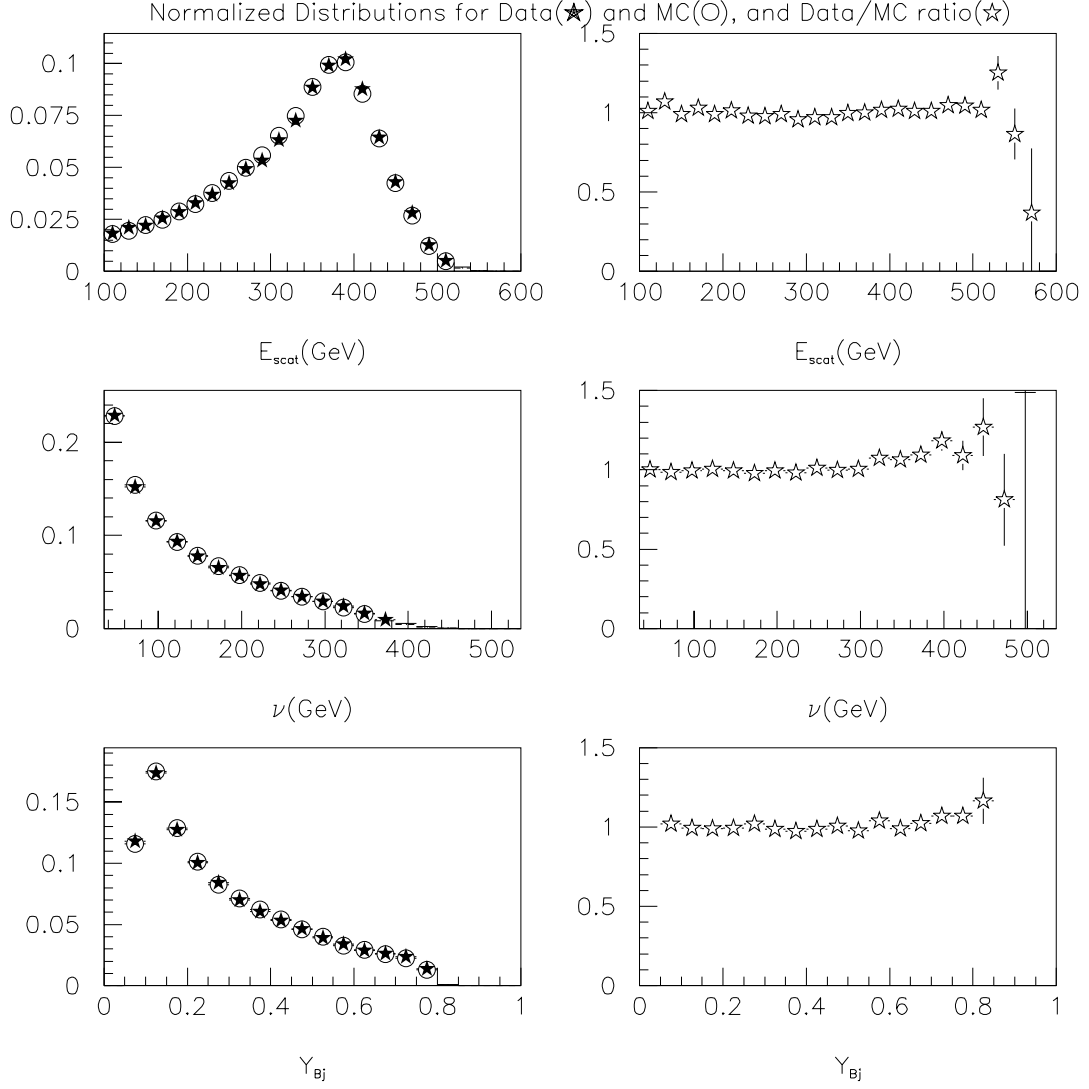 Normalized Distributions for Data(★) and MC(○), and Data/MC ratio(☆)
0.1
0.075
0.05
0.025
0
100 200 300 400 500 600
E_scat(GeV)
1.5
1
0.5
0
100 200 300 400 500 600
E_scat(GeV)
0.2
0.1
0
100 200 300 400 500
ν(GeV)
1.5
1
0.5
0
100 200 300 400 500
ν(GeV)
0.15
0.1
0.05
0
0 0.2 0.4 0.6 0.8 1
Y_Bj
1.5
1
0.5
0
0 0.2 0.4 0.6 0.8 1
Y_Bj